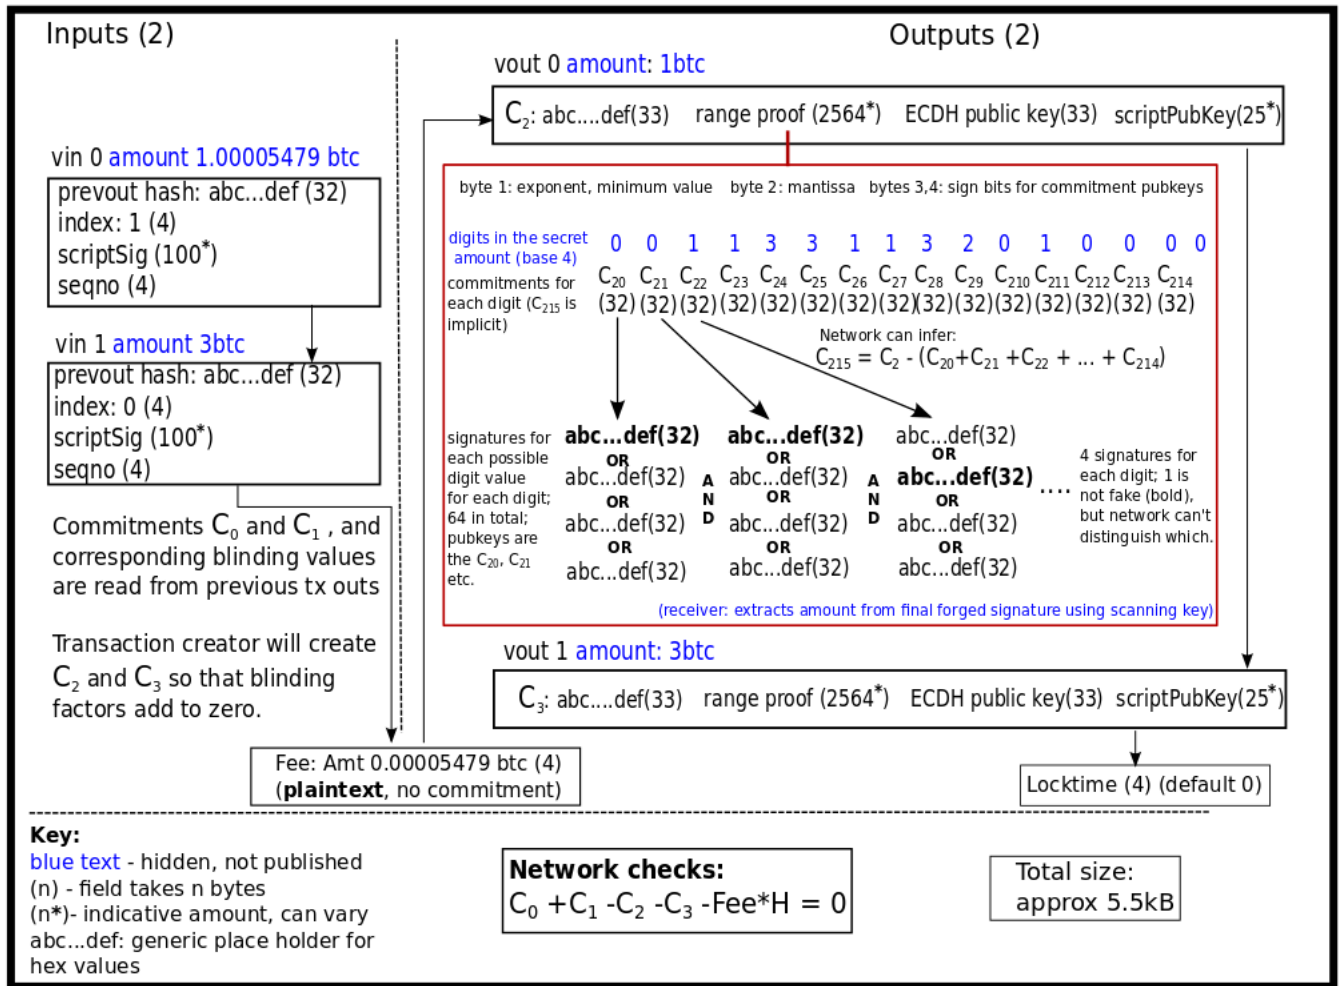 Inputs (2)
Outputs (2)
vin 0 amount 1.00005479 btc
prevout hash: abc...def (32)
index: 1 (4)
scriptSig (100*)
seqno (4)
vin 1 amount 3btc
prevout hash: abc...def (32)
index: 0 (4)
scriptSig (100*)
seqno (4)
Commitments C0 and C1 , and
corresponding blinding values
are read from previous tx outs
Transaction creator will create
C2 and C3 so that blinding
factors add to zero.
Fee: Amt 0.00005479 btc (4)
(plaintext, no commitment)
vout 0 amount: 1btc
C2: abc....def(33) range proof (2564*) ECDH public key(33) scriptPubKey(25*)
byte 1: exponent, minimum value byte 2: mantissa bytes 3,4: sign bits for commitment pubkeys
digits in the secret
amount (base 4)
0 0 1 1 3 3 1 1 3 2 0 1 0 0 0 0
commitments for
each digit (C215 is
implicit)
C20 C21 C22 C23 C24 C25 C26 C27 C28 C29 C210 C211 C212 C213 C214
(32) (32) (32) (32) (32) (32) (32) (32) (32) (32) (32) (32) (32) (32) (32)
Network can infer:
C215 = C2 - (C20+C21 +C22 + ... + C214)
signatures for
each possible
digit value
for each digit;
64 in total;
pubkeys are
the C20, C21
etc.
abc...def(32) abc...def(32) abc...def(32)
OR OR OR
abc...def(32) abc...def(32) abc...def(32)
OR OR OR
abc...def(32) abc...def(32) abc...def(32)
OR OR OR
abc...def(32) abc...def(32) abc...def(32)
A
N
D
A
N
D
....
4 signatures for
each digit; 1 is
not fake (bold),
but network can't
distinguish which.
(receiver: extracts amount from final forged signature using scanning key)
vout 1 amount: 3btc
C3: abc....def(33) range proof (2564*) ECDH public key(33) scriptPubKey(25*)
Locktime (4) (default 0)
Key:
blue text - hidden, not published
(n) - field takes n bytes
(n*)- indicative amount, can vary
abc...def: generic place holder for
hex values
Network checks:
C0 +C1 -C2 -C3 -Fee*H = 0
Total size:
approx 5.5kB